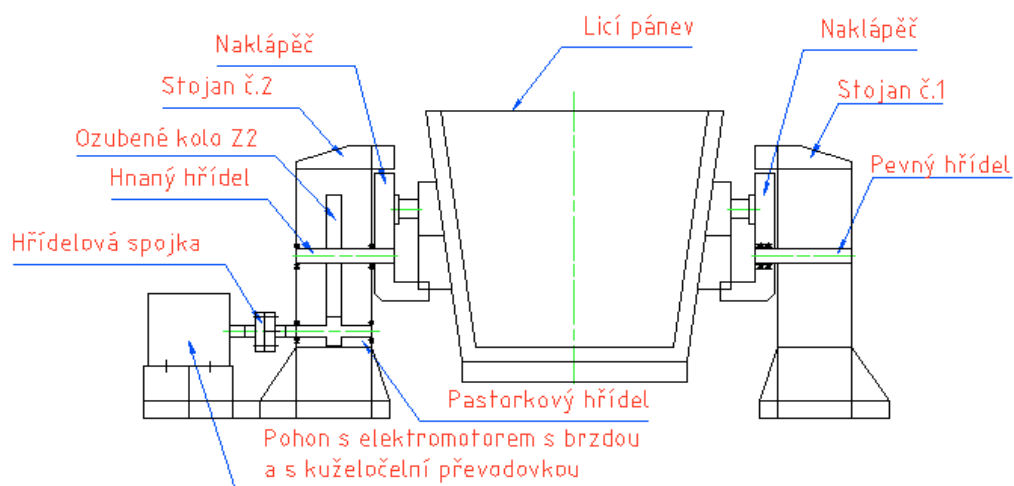 Licí pánev
Naklápěč
Naklápěč
Stojan č.2
Stojan č.1
Ozubené kolo Z2
Hnaný hřídel
Pevný hřídel
Hřídelová spojka
Pastorkový hřídel
Pohon s elektromotorem s brzdou
a s kuželočelní převodovkou